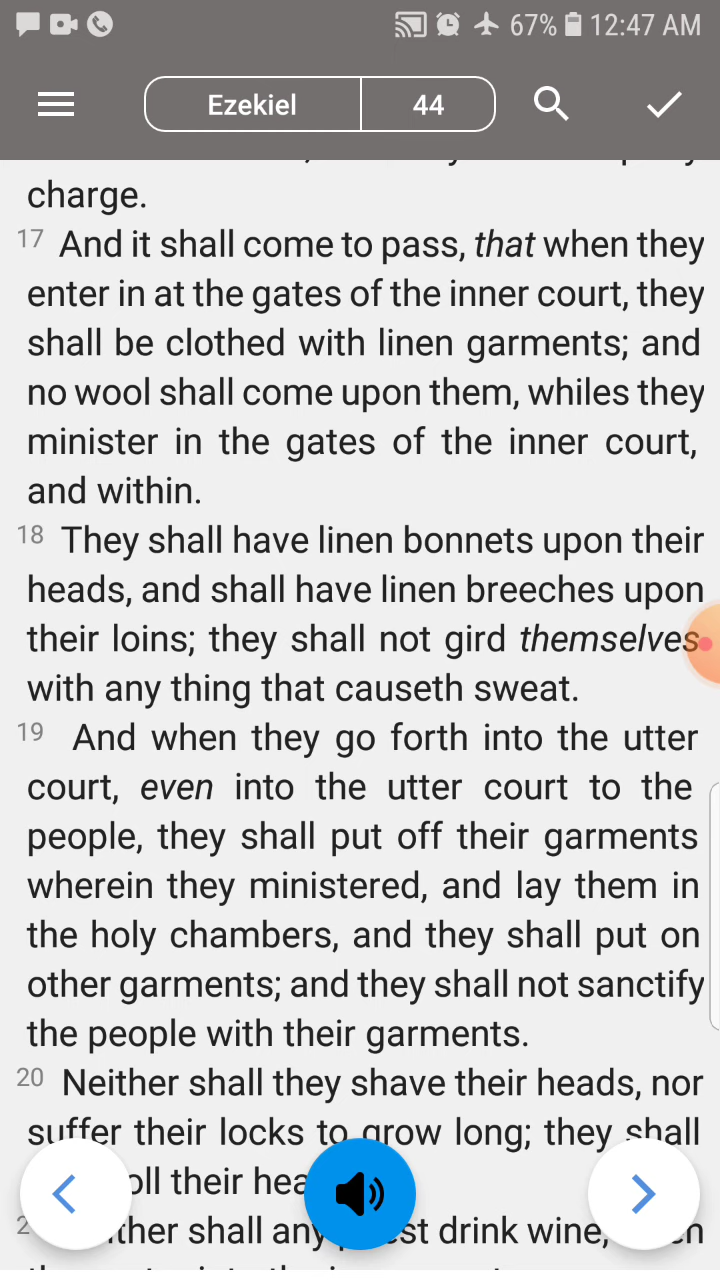 67% 12:47 AM
Ezekiel 44
charge.
17 And it shall come to pass, that when they
enter in at the gates of the inner court, they
shall be clothed with linen garments; and
no wool shall come upon them, whiles they
minister in the gates of the inner court,
and within.
18 They shall have linen bonnets upon their
heads, and shall have linen breeches upon
their loins; they shall not gird themselves
with any thing that causeth sweat.
19 And when they go forth into the utter
court, even into the utter court to the
people, they shall put off their garments
wherein they ministered, and lay them in
the holy chambers, and they shall put on
other garments; and they shall not sanctify
the people with their garments.
20 Neither shall they shave their heads, nor
suffer their locks to grow long; they shall
their
shall any drink wine,